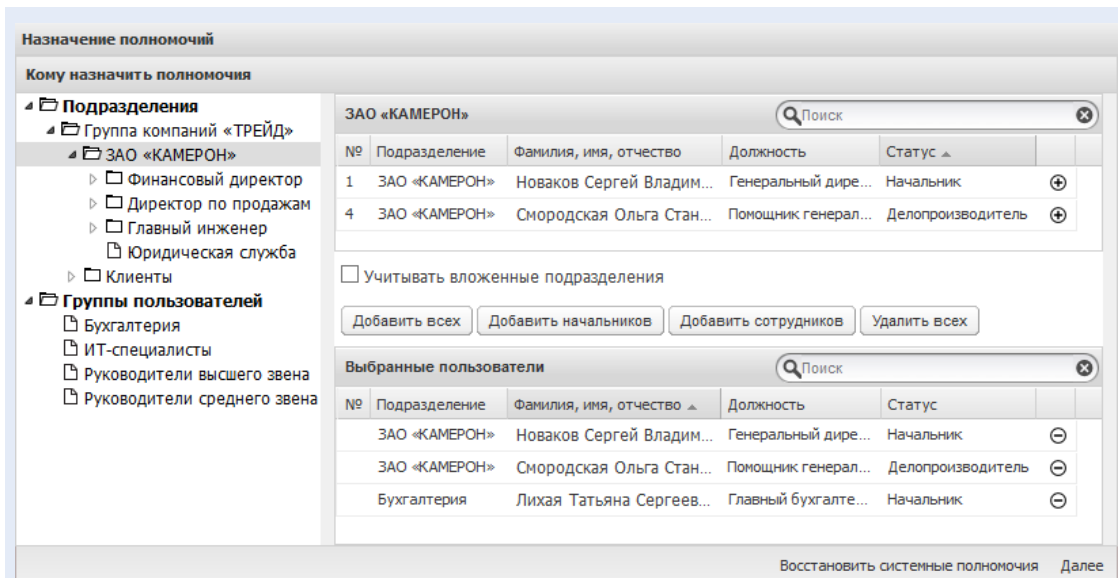 Назначение полномочий
Кому назначить полномочия
Подразделения
Группа компаний «ТРЕЙД»
ЗАО «КАМЕРОН»
Финансовый директор
Директор по продажам
Главный инженер
Юридическая служба
Клиенты
Группы пользователей
Бухгалтерия
ИТ-специалисты
Руководители высшего звена
Руководители среднего звена
ЗАО «КАМЕРОН» Поиск
№ Подразделение Фамилия, имя, отчество Должность Статус
1 ЗАО «КАМЕРОН» Новаков Сергей Владим... Генеральный дире... Начальник
4 ЗАО «КАМЕРОН» Смородская Ольга Стан... Помощник генерал... Делопроизводитель
Учитывать вложенные подразделения
Добавить всех Добавить начальников Добавить сотрудников Удалить всех
Выбранные пользователи Поиск
№ Подразделение Фамилия, имя, отчество Должность Статус
ЗАО «КАМЕРОН» Новаков Сергей Владим... Генеральный дире... Начальник
ЗАО «КАМЕРОН» Смородская Ольга Стан... Помощник генерал... Делопроизводитель
Бухгалтерия Лихая Татьяна Сергеев... Главный бухгалте... Начальник
Восстановить системные полномочия Далее